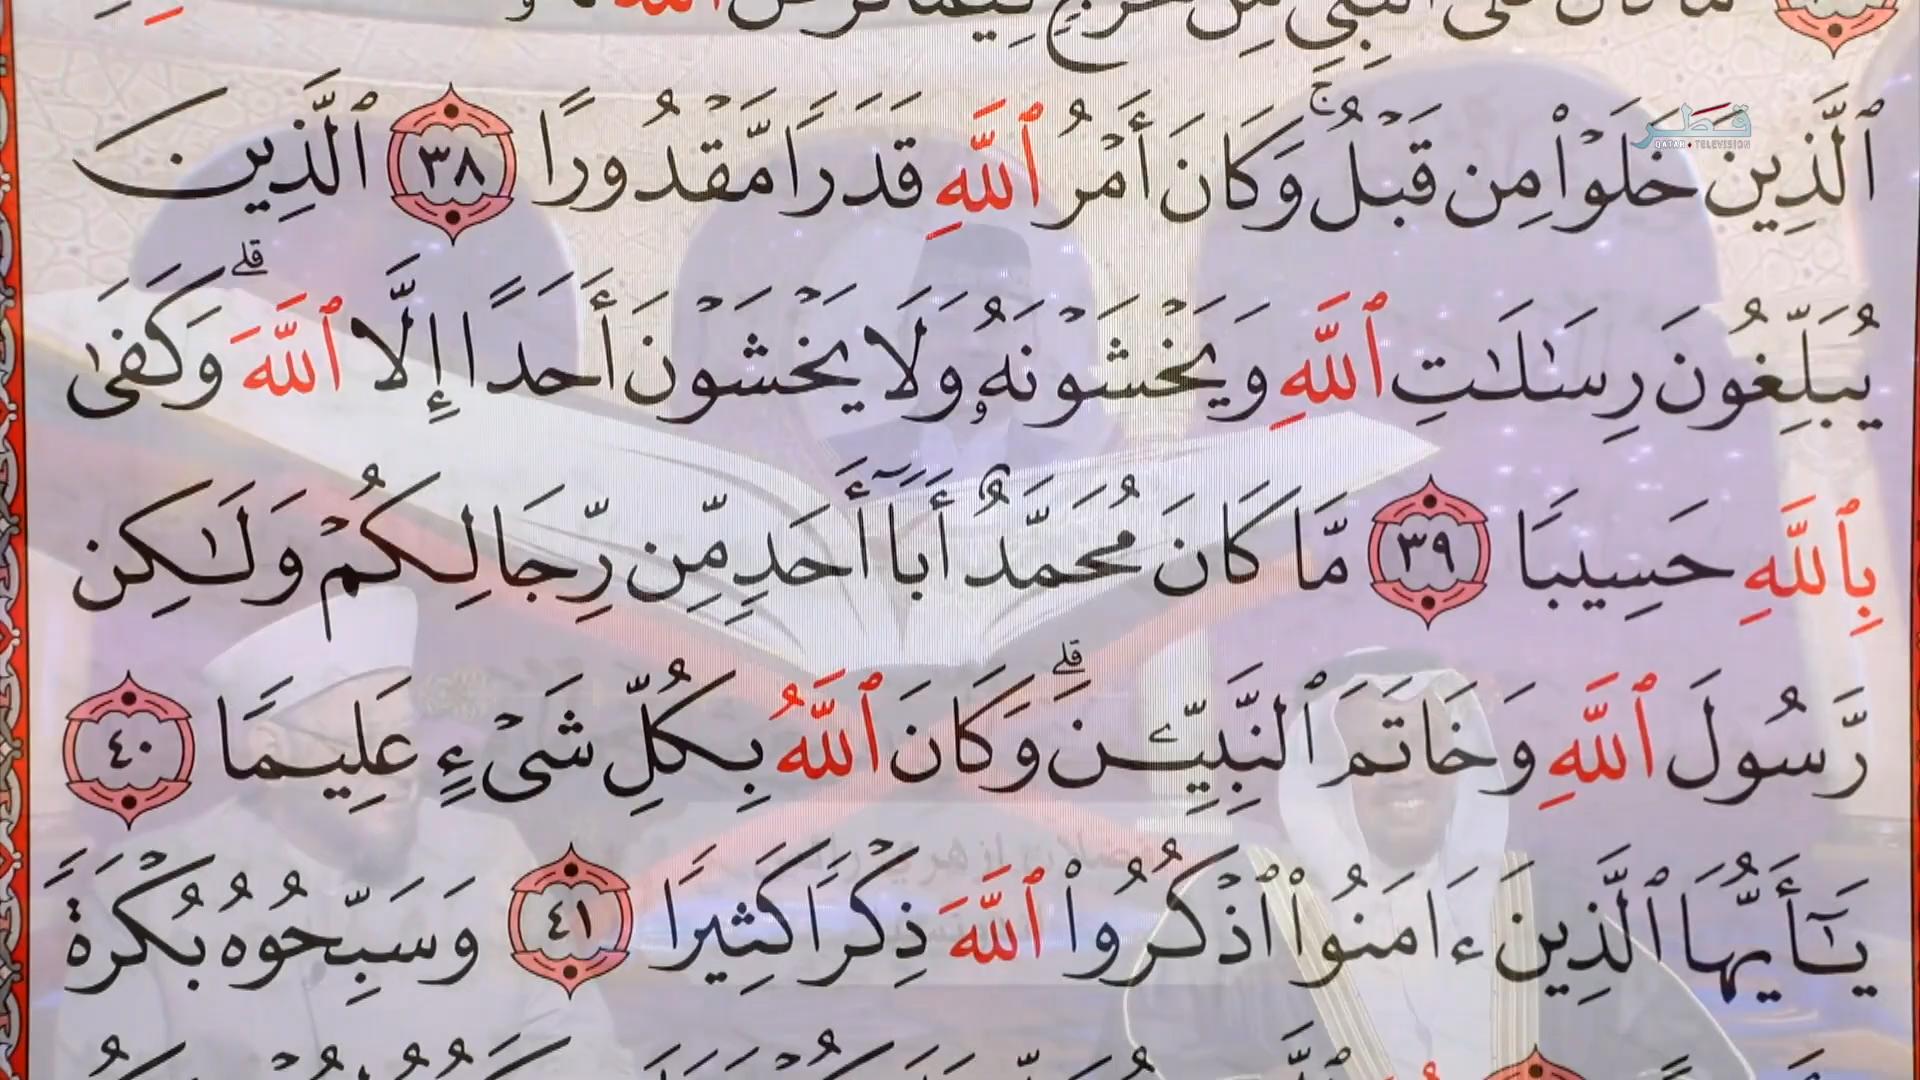 ٱلَّذِينَ خَلَوْا۟ مِن قَبْلُ ۚ وَكَانَ أَمْرُ ٱللَّهِ قَدَرًا مَّقْدُورًا ٣٨ ٱلَّذِينَ
يُبَلِّغُونَ رِسَـٰلَـٰتِ ٱللَّهِ وَيَخْشَوْنَهُۥ وَلَا يَخْشَوْنَ أَحَدًا إِلَّا ٱللَّهَ ۗ وَكَفَىٰ
بِٱللَّهِ حَسِيبًا ٣٩ مَّا كَانَ مُحَمَّدٌ أَبَآ أَحَدٍ مِّن رِّجَالِكُمْ وَلَـٰكِن
رَّسُولَ ٱللَّهِ وَخَاتَمَ ٱلنَّبِيِّـۧنَ ۗ وَكَانَ ٱللَّهُ بِكُلِّ شَىْءٍ عَلِيمًا ٤٠
يَـٰٓأَيُّهَا ٱلَّذِينَ ءَامَنُوا۟ ٱذْكُرُوا۟ ٱللَّهَ ذِكْرًا كَثِيرًا ٤١ وَسَبِّحُوهُ بُكْرَةً
قطر
QATAR TELEVISION